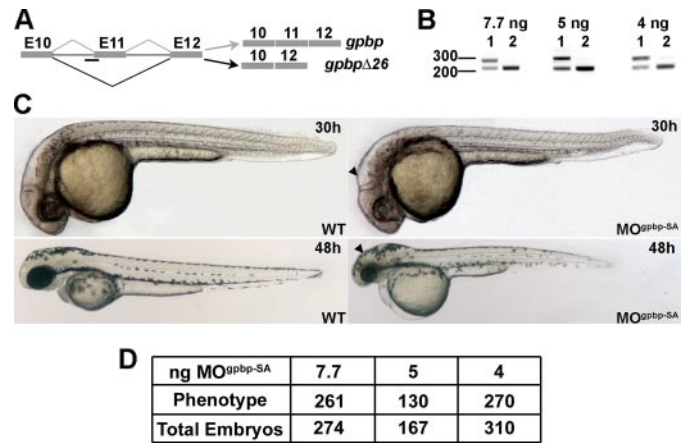 A
E10 E11 E12
10 11 12
gpbp
10 12
gpbpΔ26
B
7.7 ng 5 ng 4 ng
1 2 1 2 1 2
300
200
C
30h
WT
30h
MOgpbp-SA
48h
WT
48h
MOgpbp-SA
D
ng MOgpbp-SA 7.7 5 4
Phenotype 261 130 270
Total Embryos 274 167 310